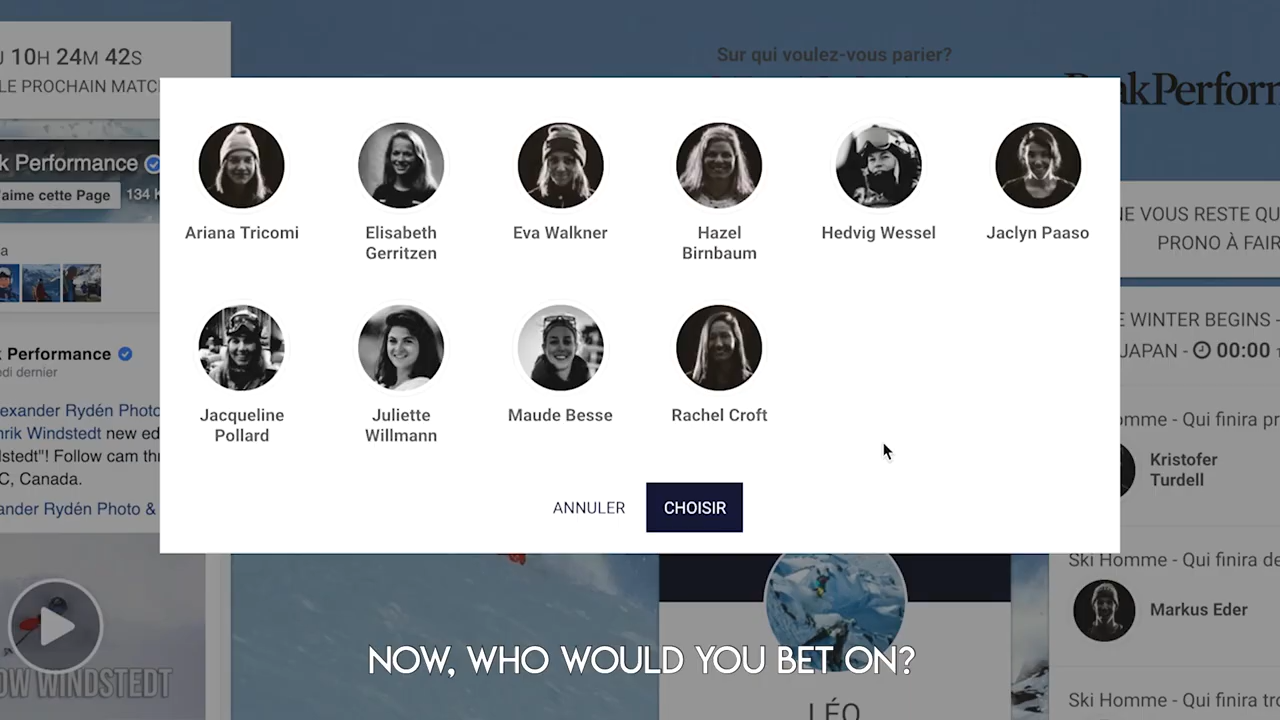 10H 24M 42S
Sur qui voulez-vous parier?
LE PROCHAIN MATC
akPerforr
k Performance
'aime cette Page
134 K
Ariana Tricomi
Elisabeth
Gerritzen
Eva Walkner
Hazel
Birnbaum
Hedvig Wessel
Jaclyn Paaso
NE VOUS RESTE QU
PRONO À FAIR
a
E WINTER BEGINS -
JAPAN - 00:00
k Performance
edi dernier
exander Rydén Photo
nrik Windstedt new ed
lstedt"! Follow cam thr
C, Canada.
ander Rydén Photo &
Jacqueline
Pollard
Juliette
Willmann
Maude Besse
Rachel Croft
ANNULER
CHOISIR
omme - Qui finira pr
Kristofer
Turdell
Ski Homme - Qui finira de
Markus Eder
Ski Homme - Qui finira tro
OW WINDSTEDT
NOW, WHO WOULD YOU BET ON?
LÉO